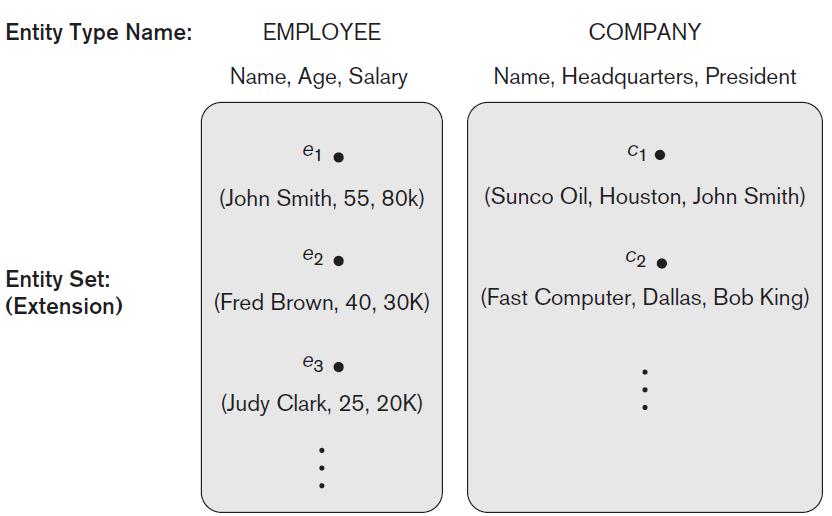 Entity Type Name: EMPLOYEE COMPANY
Name, Age, Salary Name, Headquarters, President
e1 c1
(John Smith, 55, 80k) (Sunco Oil, Houston, John Smith)
e2 c2
Entity Set:
(Extension)
(Fred Brown, 40, 30K) (Fast Computer, Dallas, Bob King)
e3
(Judy Clark, 25, 20K)